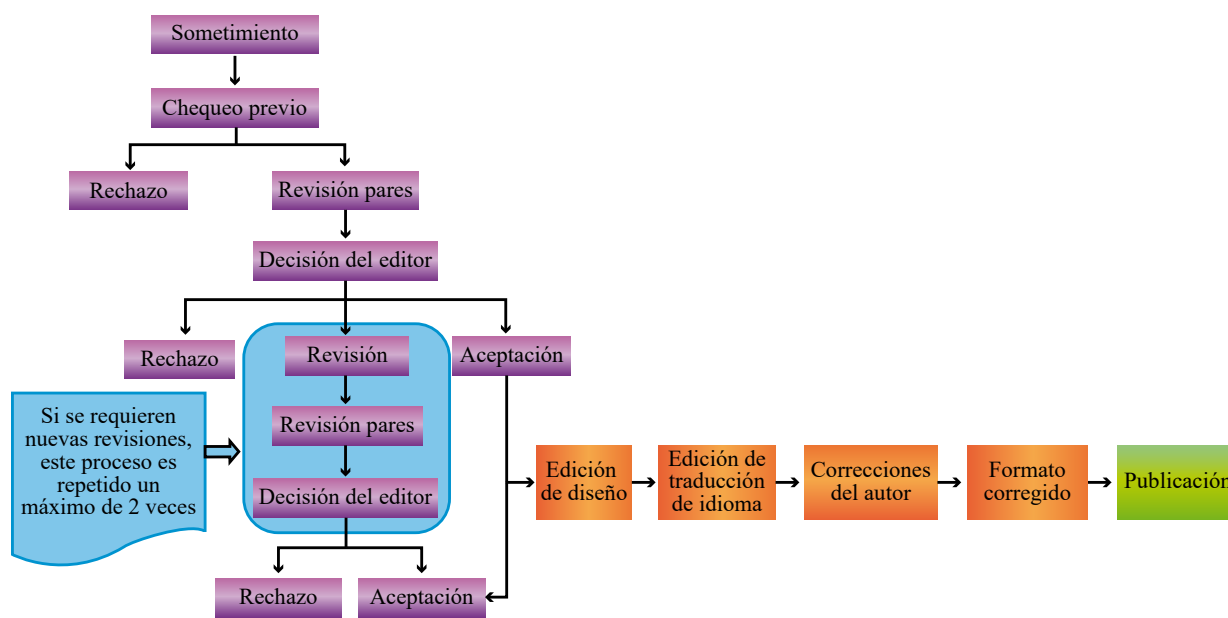 Sometimiento
Chequeo previo
Rechazo
Revisión pares
Decisión del editor
Rechazo
Revisión
Aceptación
Si se requieren
nuevas revisiones,
este proceso es
repetido un
máximo de 2 veces
Revisión pares
Decisión del editor
Rechazo
Aceptación
Edición
de diseño
Edición de
traducción
de idioma
Correcciones
del autor
Formato
corregido
Publicación